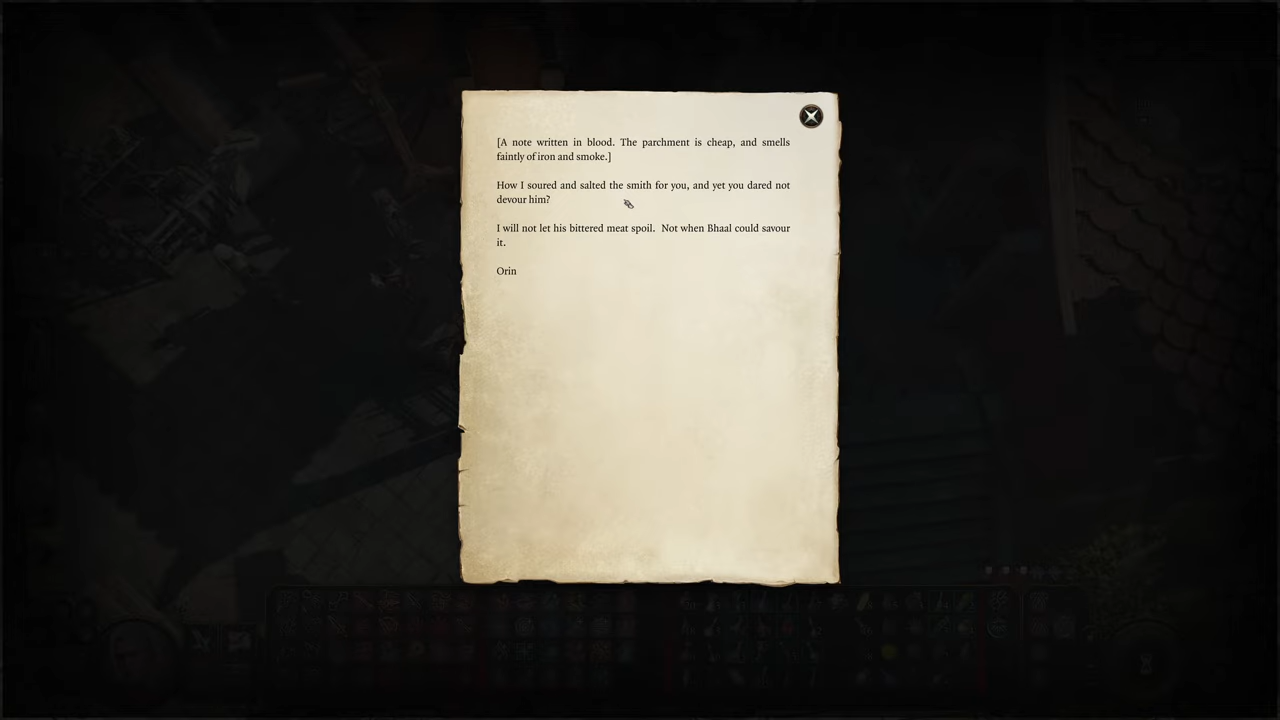 [A note written in blood. The parchment is cheap, and smells
faintly of iron and smoke.]
How I soured and salted the smith for you, and yet you dared not
devour him?
I will not let his bittered meat spoil.  Not when Bhaal could savour
it.
Orin